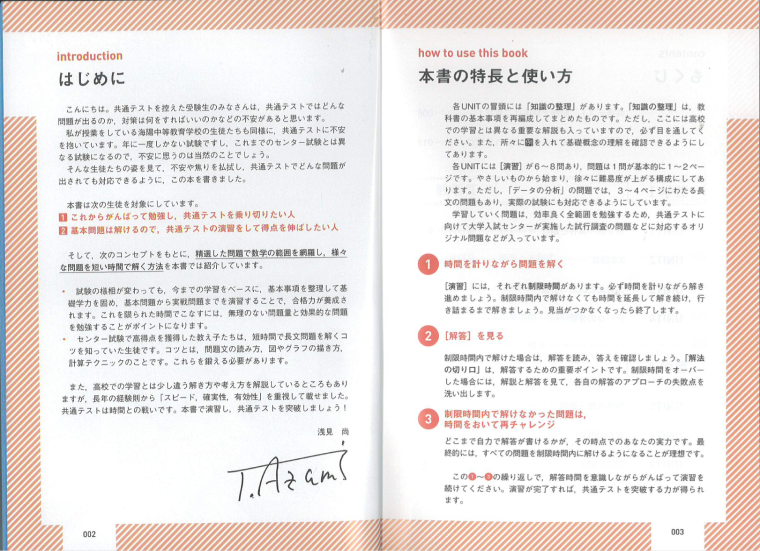 introduction
はじめに
こんにちは。共通テストを控えた受験生のみなさんは，共通テストではどんな
問題が出るのか，対策は何をすればいいのかなどの不安があると思います。
私が授業をしている海陽中等教育学校の生徒たちも同様に，共通テストに不安
を抱いています。年に一度しかない試験ですし，これまでのセンター試験とは異
なる試験になるので，不安に思うのは当然のことでしょう。
そんな生徒たちの姿を見て，不安や焦りを払拭し，共通テストでどんな問題が
出されても対応できるように，この本を書きました。
本書は次の生徒を対象にしています。
1 これからがんばって勉強し，共通テストを乗り切りたい人
2 基本問題は解けるので，共通テストの演習をして得点を伸ばしたい人
そして，次のコンセプトをもとに，精選した問題で数学の範囲を網羅し，様々
な問題を短い時間で解く方法を本書では紹介しています。
・ 試験の様相が変わっても，今までの学習をベースに，基本事項を整理して基
礎学力を固め，基本問題から実戦問題までを演習することで，合格力が養成さ
れます。これを限られた時間でこなすには，無理のない問題量と効果的な問題
を勉強することがポイントになります。
・ センター試験で高得点を獲得した教え子たちは，短時間で長文問題を解くコ
ツを知っていた生徒です。コツとは，問題文の読み方，図やグラフの描き方，
計算テクニックのことです。これらを鍛える必要があります。
また，高校での学習とは少し違う解き方や考え方を解説しているところもあり
ますが，長年の経験則から「スピード，確実性，有効性」を重視して載せました。
共通テストは時間との戦いです。本書で演習し，共通テストを突破しましょう！
浅見 尚
T. Azami
002
how to use this book
本書の特長と使い方
各UNITの冒頭には「知識の整理」があります。「知識の整理」は，教
科書の基本事項を再編成してまとめたものです。ただし，ここには高校
での学習とは異なる重要な解説も入っていますので，必ず目を通してく
ださい。また，所々に例を入れて基礎概念の理解を確認できるようにし
てあります。
各UNITには［演習］が6〜8問あり，問題は1問が基本的に1〜2ペー
ジです。やさしいものから始まり，徐々に難易度が上がる構成にしてあ
ります。ただし，「データの分析」の問題では，3〜4ページにわたる長
文の問題もあり，実際の試験にも対応できるようにしています。
学習していく問題は，効率良く全範囲を勉強するため，共通テストに
向けて大学入試センターが実施した試行調査の問題などに対応するオリ
ジナル問題などが入っています。
1 時間を計りながら問題を解く
［演習］には，それぞれ制限時間があります。必ず時間を計りながら解き
進めましょう。制限時間内で解けなくても時間を延長して解き続け，行
き詰まるまで解きましょう。見当がつかなくなったら終了します。
2 ［解答］を見る
制限時間内で解けた場合は，解答を読み，答えを確認しましょう。「解法
の切り口」は，解答するための重要ポイントです。制限時間をオーバー
した場合には，解説と解答を見て，各自の解答のアプローチの失敗点を
洗い出します。
3 制限時間内で解けなかった問題は，
時間をおいて再チャレンジ
どこまで自力で解答が書けるかが，その時点でのあなたの実力です。最
終的には，すべての問題を制限時間内に解けるようになることが理想です。
この1〜3の繰り返しで，解答時間を意識しながらがんばって演習を
続けてください。演習が完了すれば，共通テストを突破する力が得られ
ます。
003